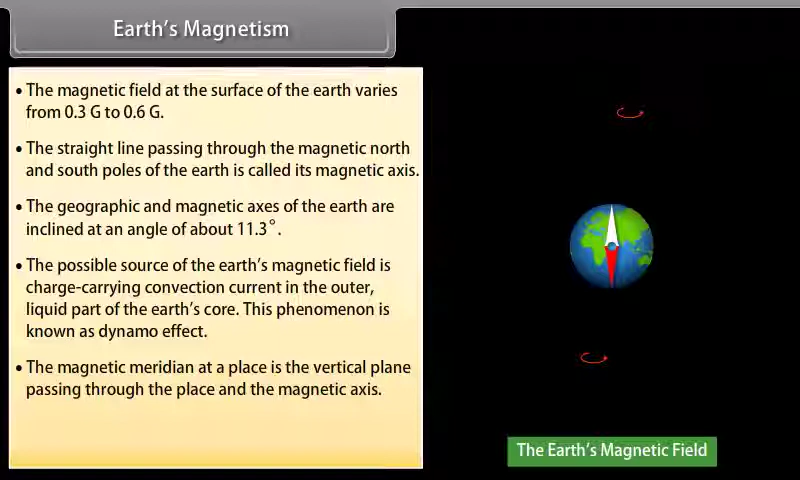 Earth's Magnetism
• The magnetic field at the surface of the earth varies
from 0.3 G to 0.6 G.
• The straight line passing through the magnetic north
and south poles of the earth is called its magnetic axis.
• The geographic and magnetic axes of the earth are
inclined at an angle of about 11.3°.
• The possible source of the earth's magnetic field is
charge-carrying convection current in the outer,
liquid part of the earth's core. This phenomenon is
known as dynamo effect.
• The magnetic meridian at a place is the vertical plane
passing through the place and the magnetic axis.
The Earth's Magnetic Field